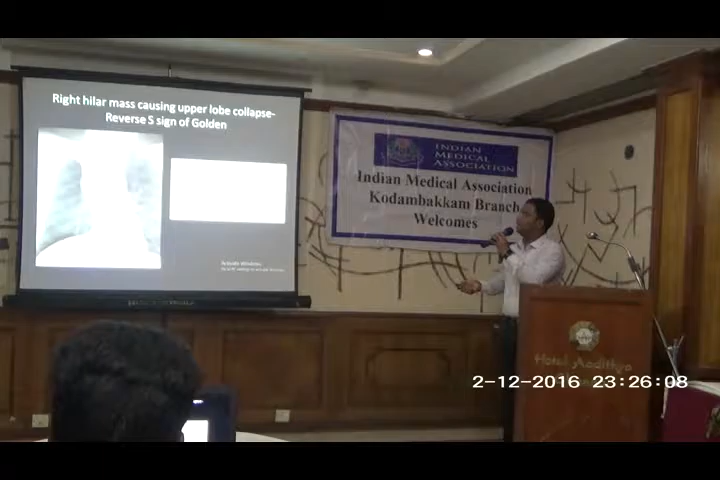 Right hilar mass causing upper lobe collapse-
Reverse S sign of Golden
INDIAN
MEDICAL
ASSOCIATION
Indian Medical Association
Kodambakkam Branch
Welcomes
Hotel Aadithya
2-12-2016 23:26:08